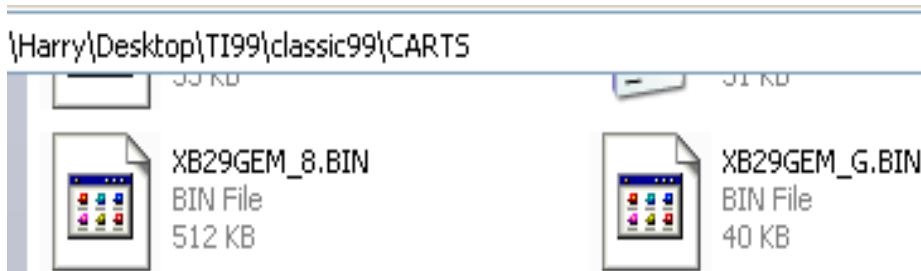 \Harry\Desktop\TI99\classic99\CARTS
XB29GEM_8.BIN
BIN File
512 KB
XB29GEM_G.BIN
BIN File
40 KB